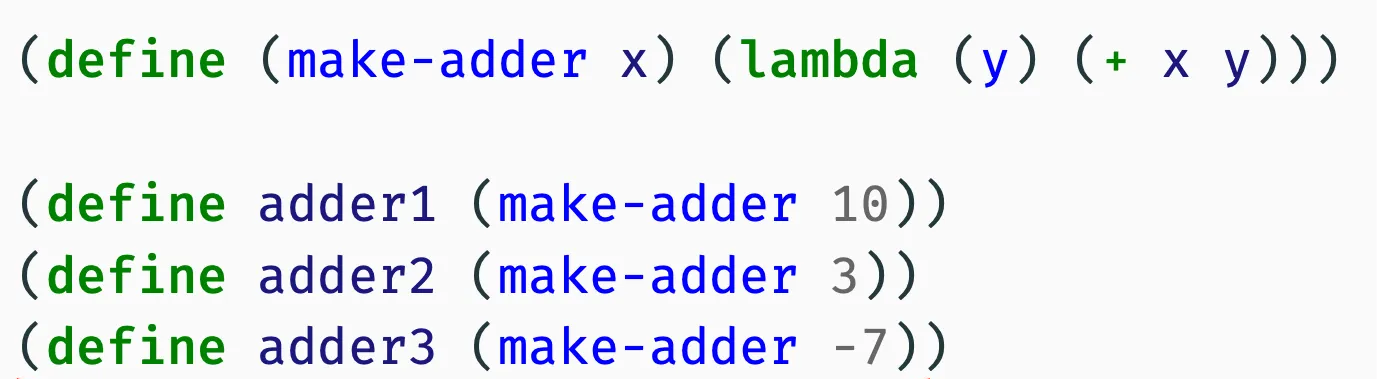 (define (make-adder x) (lambda (y) (+ x y)))
(define adder1 (make-adder 10))
(define adder2 (make-adder 3))
(define adder3 (make-adder -7))